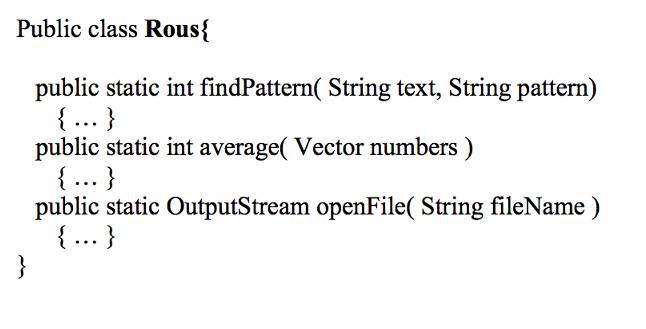 Public class Rous{
public static int findPattern( String text, String pattern)
{ ... }
public static int average( Vector numbers )
{ ... }
public static OutputStream openFile( String fileName )
{ ... }
}